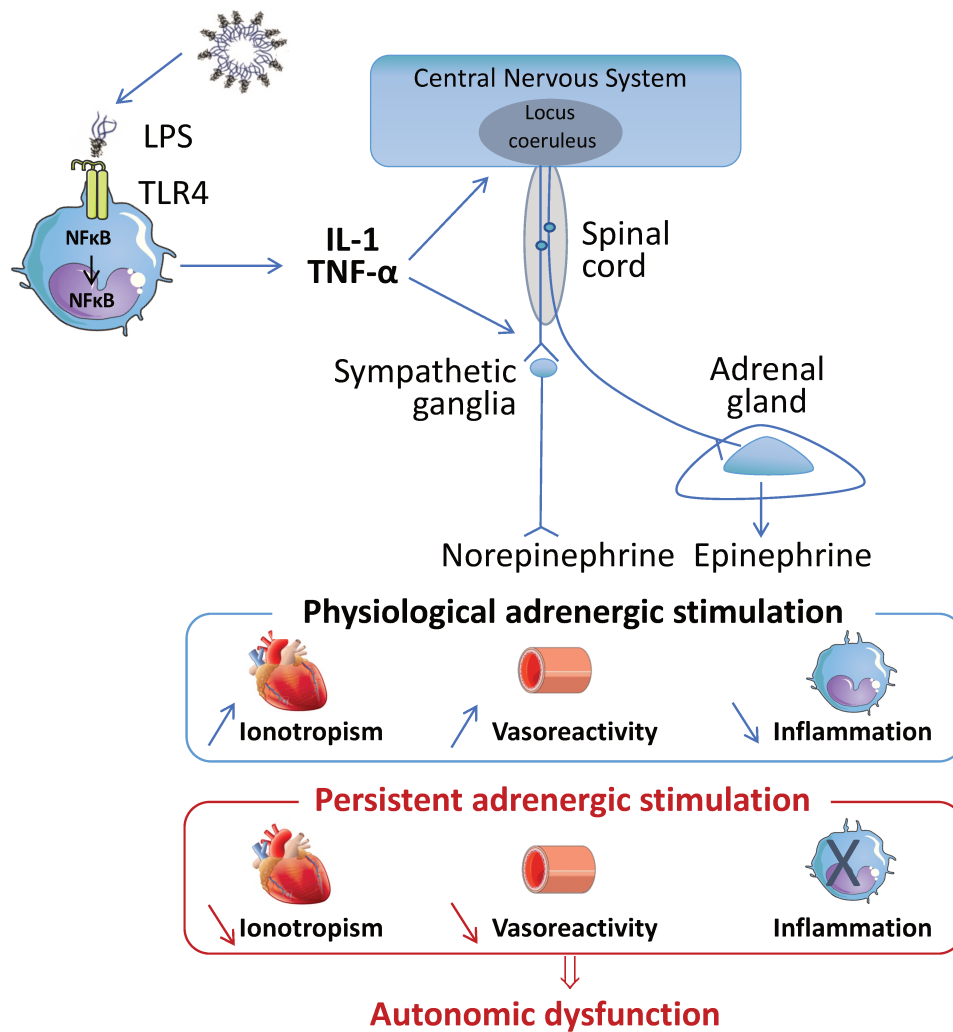 Central Nervous System
Locus
coeruleus
LPS
TLR4
NFκB
NFκB
IL-1
TNF-α
Spinal
cord
Sympathetic
ganglia
Adrenal
gland
Norepinephrine
Epinephrine
Physiological adrenergic stimulation
Ionotropism
Vasoreactivity
Inflammation
Persistent adrenergic stimulation
X
Ionotropism
Vasoreactivity
Inflammation
Autonomic dysfunction